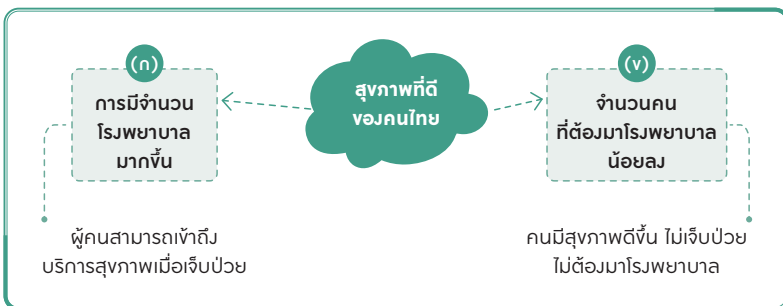 สุขภาพที่ดี
ของคนไทย
(ก)
การมีจำนวน
โรงพยาบาล
มากขึ้น
ผู้คนสามารถเข้าถึง
บริการสุขภาพเมื่อเจ็บป่วย
(ข)
จำนวนคน
ที่ต้องมาโรงพยาบาล
น้อยลง
คนมีสุขภาพดีขึ้น ไม่เจ็บป่วย
ไม่ต้องมาโรงพยาบาล